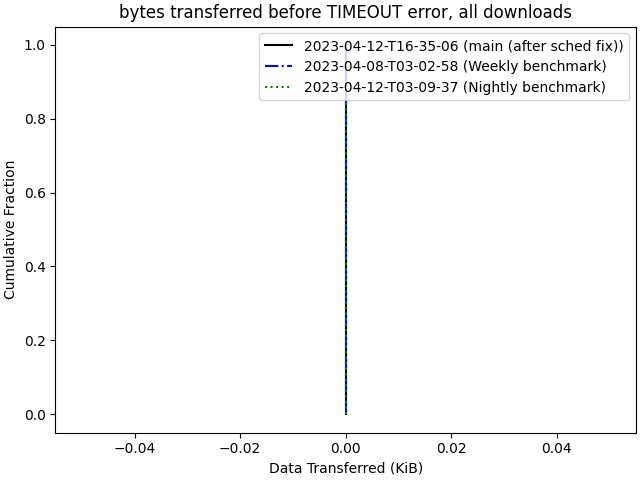 bytes transferred before TIMEOUT error, all downloads
2023-04-12-T16-35-06 (main (after sched fix))
2023-04-08-T03-02-58 (Weekly benchmark)
2023-04-12-T03-09-37 (Nightly benchmark)
Cumulative Fraction
1.0
0.8
0.6
0.4
0.2
0.0
−0.04 −0.02 0.00 0.02 0.04
Data Transferred (KiB)